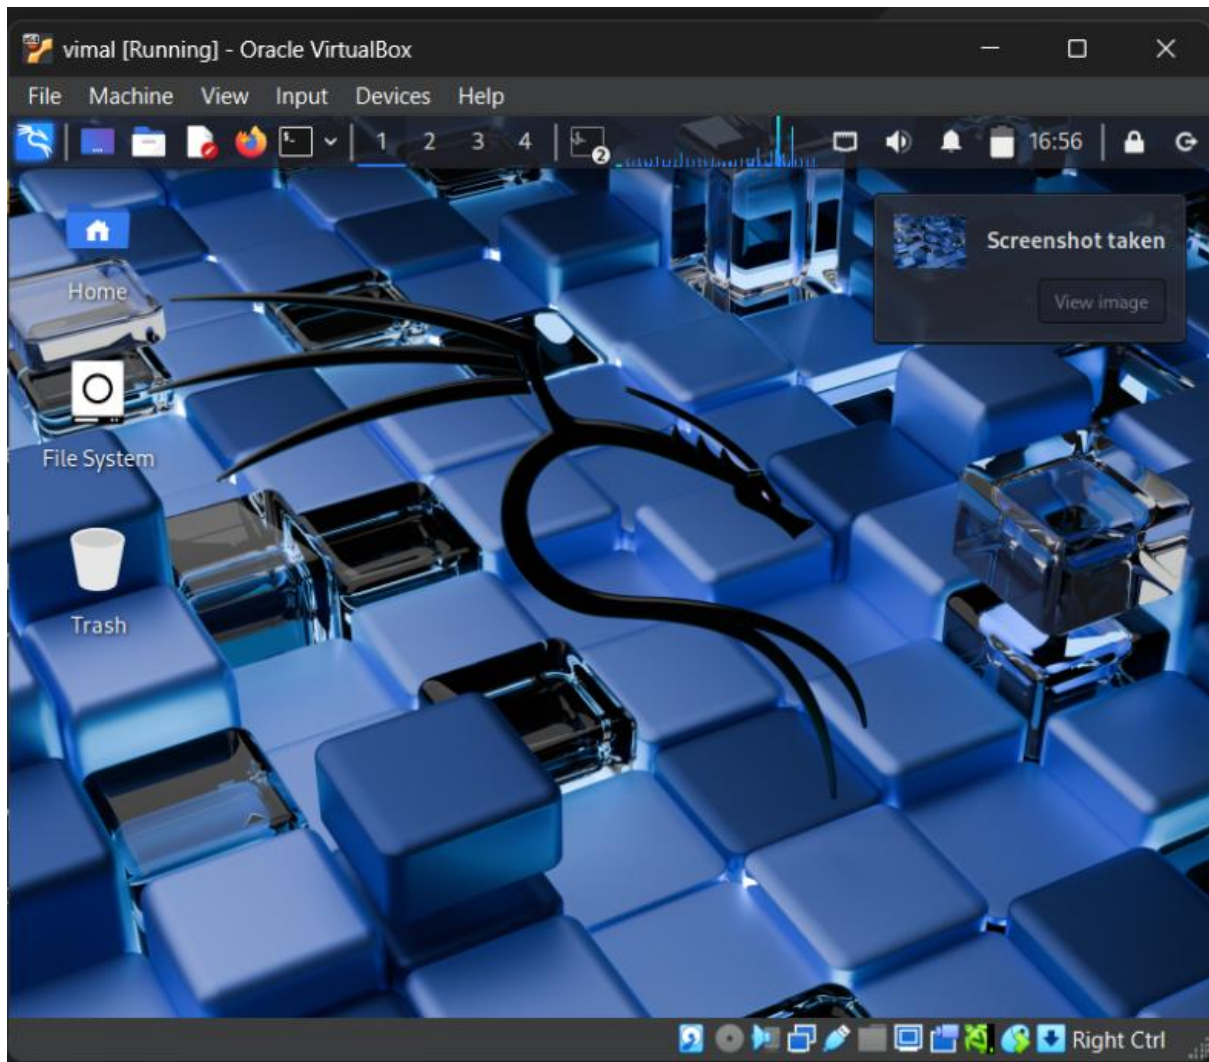 vimal [Running] - Oracle VirtualBox
File Machine View Input Devices Help
1 2 3 4 2 16:56
Screenshot taken
View image
Home
File System
Trash
Right Ctrl